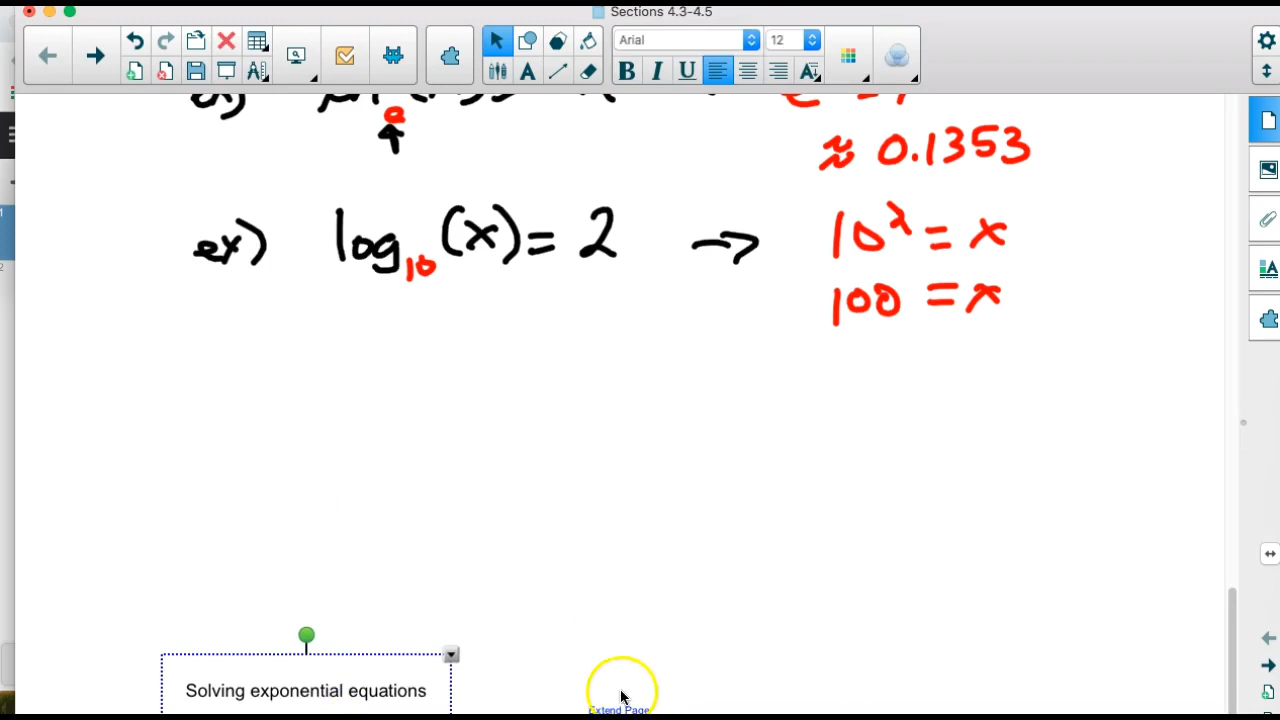 Sections 4.3-4.5
Arial 12
B I U A
≈ 0.1353
ex) log₁₀(x) = 2 → 10² = x
100 = x
Solving exponential equations
Extend Page